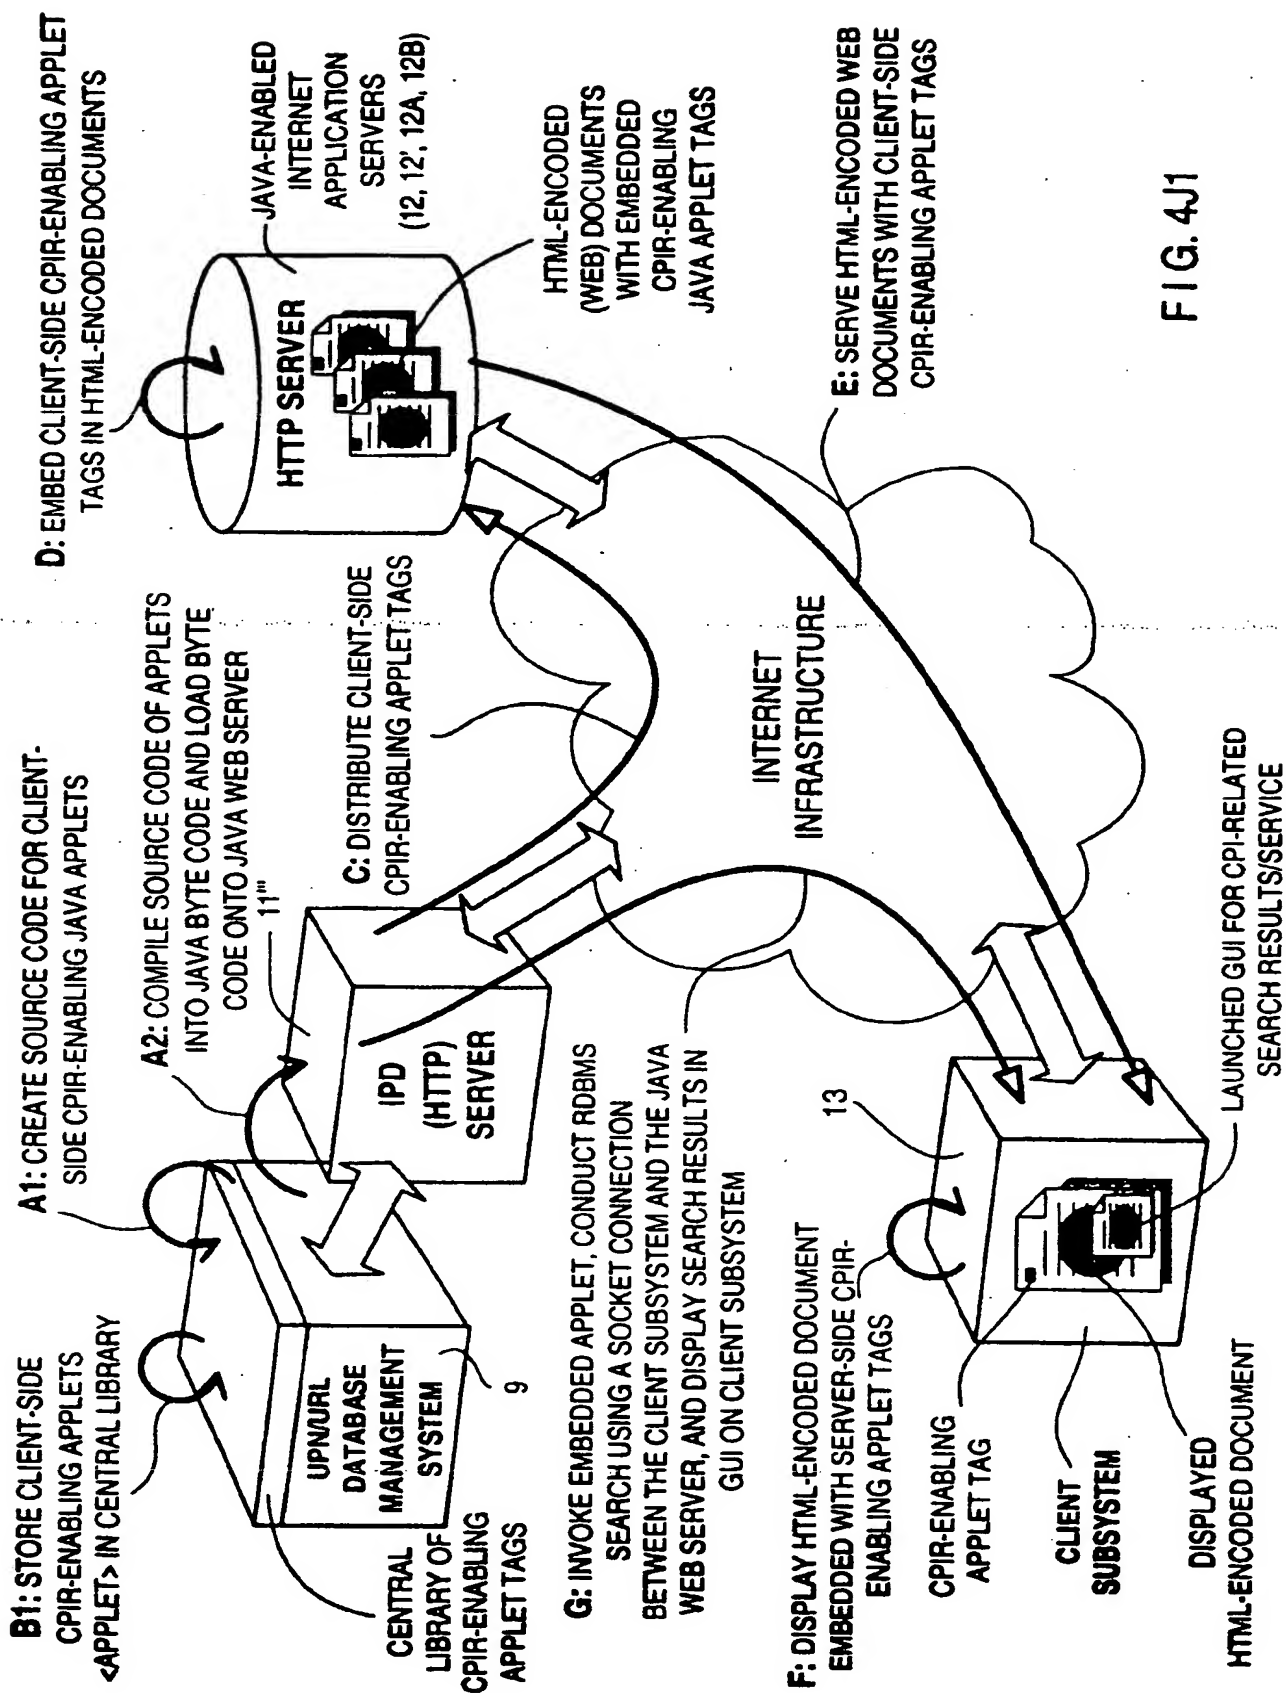 B1: STORE CLIENT-SIDE
CPIR-ENABLING APPLETS
<APPLET> IN CENTRAL LIBRARY
A1: CREATE SOURCE CODE FOR CLIENT-
SIDE CPIR-ENABLING JAVA APPLETS
A2: COMPILE SOURCE CODE OF APPLETS
INTO JAVA BYTE CODE AND LOAD BYTE
CODE ONTO JAVA WEB SERVER
11'''
D: EMBED CLIENT-SIDE CPIR-ENABLING APPLET
TAGS IN HTML-ENCODED DOCUMENTS
JAVA-ENABLED
INTERNET
APPLICATION
SERVERS
(12, 12', 12A, 12B)
HTTP SERVER
HTML-ENCODED
(WEB) DOCUMENTS
WITH EMBEDDED
CPIR-ENABLING
JAVA APPLET TAGS
UPN/URL
DATABASE
MANAGEMENT
SYSTEM
9
CENTRAL
LIBRARY OF
CPIR-ENABLING
APPLET TAGS
IPD
(HTTP)
SERVER
C: DISTRIBUTE CLIENT-SIDE
CPIR-ENABLING APPLET TAGS
G: INVOKE EMBEDDED APPLET, CONDUCT RDBMS
SEARCH USING A SOCKET CONNECTION
BETWEEN THE CLIENT SUBSYSTEM AND THE JAVA
WEB SERVER, AND DISPLAY SEARCH RESULTS IN
GUI ON CLIENT SUBSYSTEM
INTERNET
INFRASTRUCTURE
E: SERVE HTML-ENCODED WEB
DOCUMENTS WITH CLIENT-SIDE
CPIR-ENABLING APPLET TAGS
F: DISPLAY HTML-ENCODED DOCUMENT
EMBEDDED WITH SERVER-SIDE CPIR-
ENABLING APPLET TAGS
13
CPIR-ENABLING
APPLET TAG
CLIENT
SUBSYSTEM
DISPLAYED
HTML-ENCODED DOCUMENT
LAUNCHED GUI FOR CPI-RELATED
SEARCH RESULTS/SERVICE
FIG. 4J1